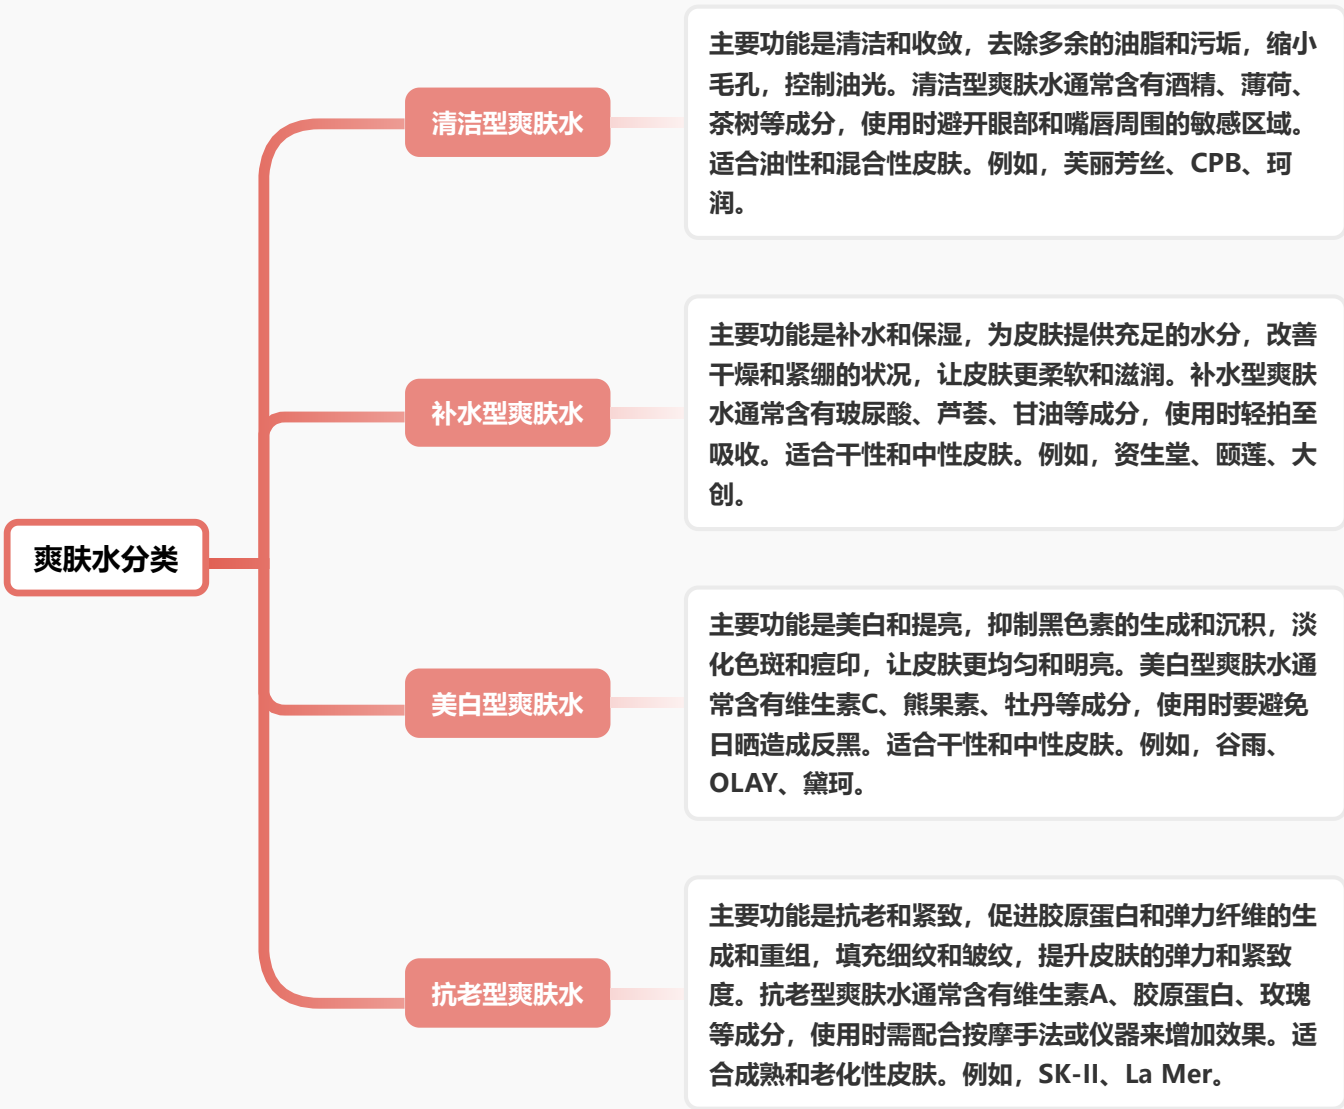 主要功能是清洁和收敛，去除多余的油脂和污垢，缩小
毛孔，控制油光。清洁型爽肤水通常含有酒精、薄荷、
茶树等成分，使用时避开眼部和嘴唇周围的敏感区域。
适合油性和混合性皮肤。例如，芙丽芳丝、CPB、珂
润。
清洁型爽肤水
主要功能是补水和保湿，为皮肤提供充足的水分，改善
干燥和紧绷的状况，让皮肤更柔软和滋润。补水型爽肤
水通常含有玻尿酸、芦荟、甘油等成分，使用时轻拍至
吸收。适合干性和中性皮肤。例如，资生堂、颐莲、大
创。
补水型爽肤水
爽肤水分类
主要功能是美白和提亮，抑制黑色素的生成和沉积，淡
化色斑和痘印，让皮肤更均匀和明亮。美白型爽肤水通
常含有维生素C、熊果素、牡丹等成分，使用时要避免
日晒造成反黑。适合干性和中性皮肤。例如，谷雨、
OLAY、黛珂。
美白型爽肤水
主要功能是抗老和紧致，促进胶原蛋白和弹力纤维的生
成和重组，填充细纹和皱纹，提升皮肤的弹力和紧致
度。抗老型爽肤水通常含有维生素A、胶原蛋白、玫瑰
等成分，使用时需配合按摩手法或仪器来增加效果。适
合成熟和老化性皮肤。例如，SK-II、La Mer。
抗老型爽肤水